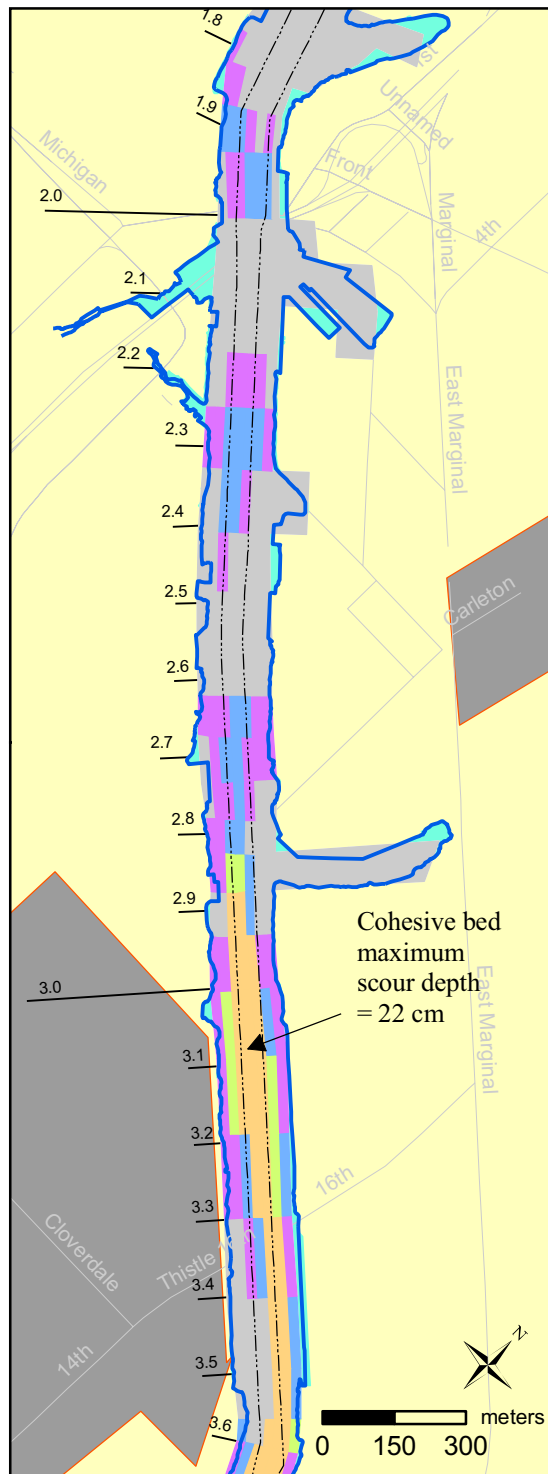 1.8
1st
1.9
Unnamed
Michigan
Front
2.0
Marginal
4th
2.1
2.2
East Marginal
2.3
2.4
2.5
Carleton
2.6
2.7
2.8
2.9
Cohesive bed
maximum
scour depth
= 22 cm
3.0
East Marginal
3.1
3.2
16th
3.3
Cloverdale
Thistle
3.4
14th
3.5
N
3.6
meters
0 150 300